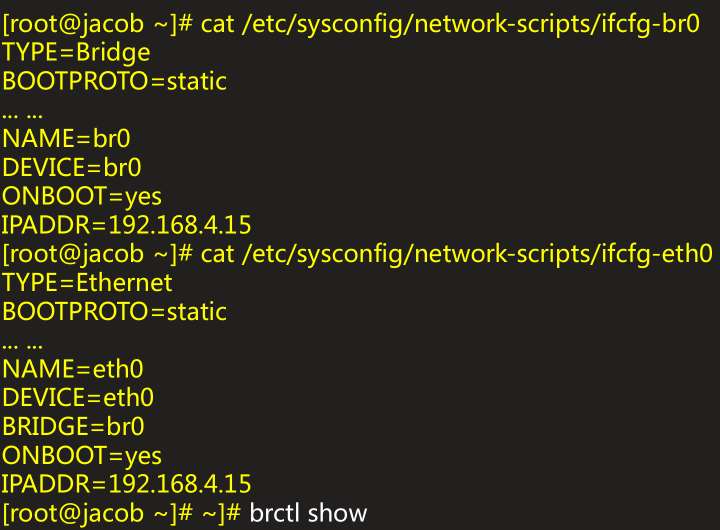 [root@jacob ~]# cat /etc/sysconfig/network-scripts/ifcfg-br0
TYPE=Bridge
BOOTPROTO=static
... ...
NAME=br0
DEVICE=br0
ONBOOT=yes
IPADDR=192.168.4.15
[root@jacob ~]# cat /etc/sysconfig/network-scripts/ifcfg-eth0
TYPE=Ethernet
BOOTPROTO=static
... ...
NAME=eth0
DEVICE=eth0
BRIDGE=br0
ONBOOT=yes
IPADDR=192.168.4.15
[root@jacob ~]# ~]# brctl show